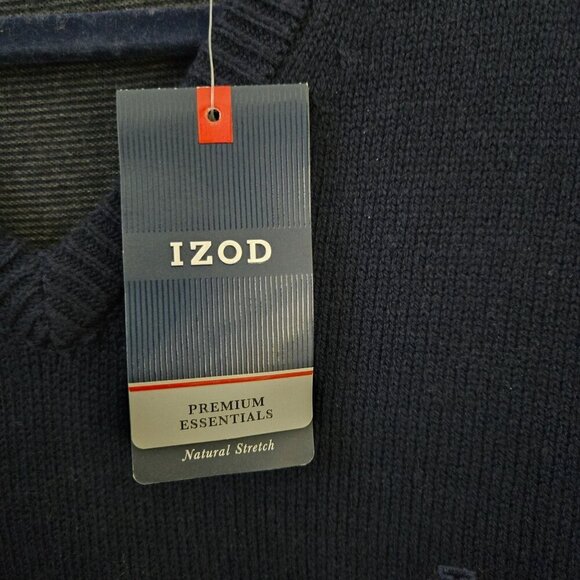 IZOD
PREMIUM
ESSENTIALS
Natural Stretch